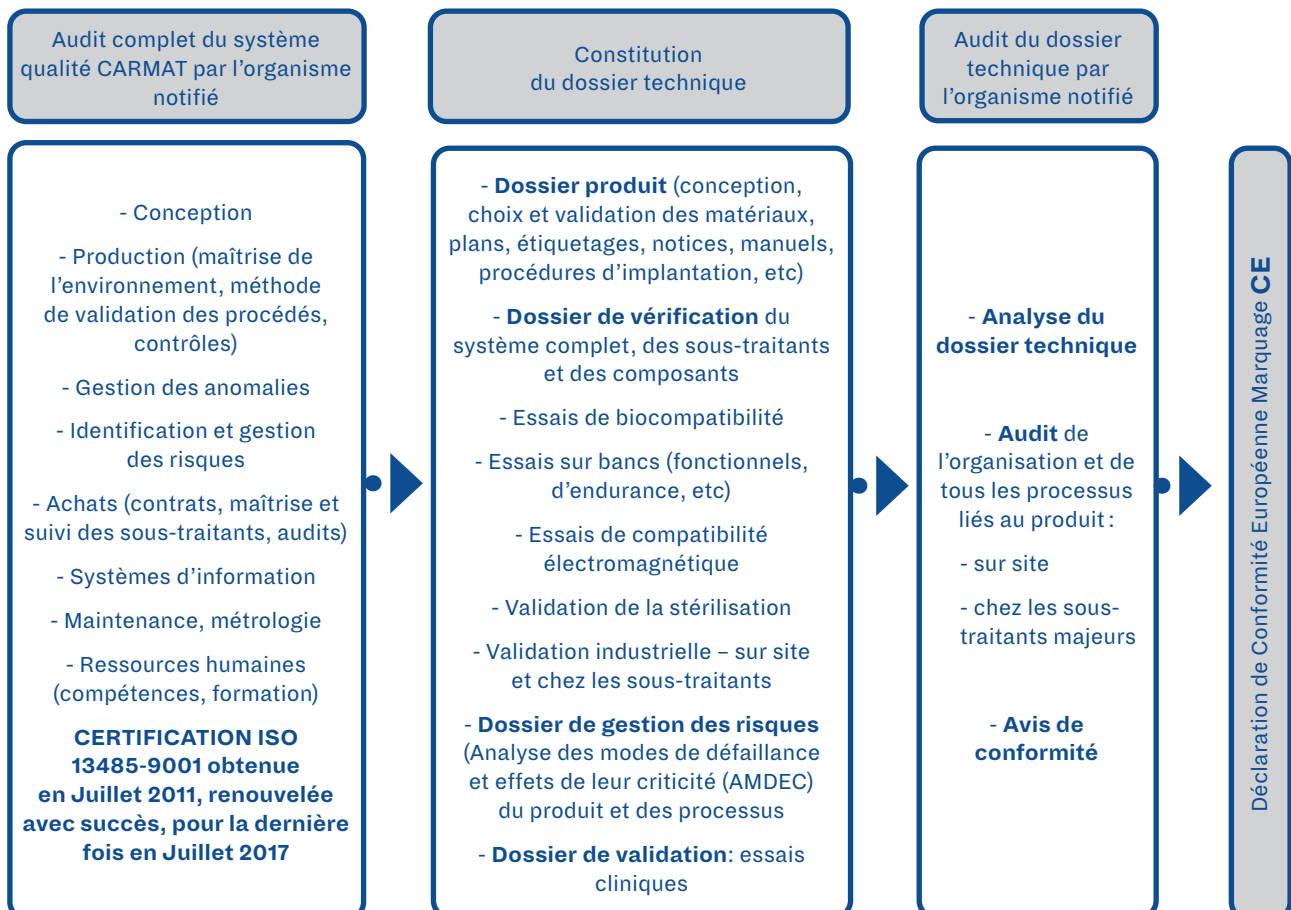 Audit complet du système
qualité CARMAT par l'organisme
notifié
- Conception
- Production (maîtrise de
l'environnement, méthode
de validation des procédés,
contrôles)
- Gestion des anomalies
- Identification et gestion
des risques
- Achats (contrats, maîtrise et
suivi des sous-traitants, audits)
- Systèmes d'information
- Maintenance, métrologie
- Ressources humaines
(compétences, formation)
CERTIFICATION ISO
13485-9001 obtenue
en Juillet 2011, renouvelée
avec succès, pour la dernière
fois en Juillet 2017
Constitution
du dossier technique
- Dossier produit (conception,
choix et validation des matériaux,
plans, étiquetages, notices, manuels,
procédures d'implantation, etc)
- Dossier de vérification du
système complet, des sous-traitants
et des composants
- Essais de biocompatibilité
- Essais sur bancs (fonctionnels,
d'endurance, etc)
- Essais de compatibilité
électromagnétique
- Validation de la stérilisation
- Validation industrielle – sur site
et chez les sous-traitants
- Dossier de gestion des risques
(Analyse des modes de défaillance
et effets de leur criticité (AMDEC)
du produit et des processus
- Dossier de validation: essais
cliniques
Audit du dossier
technique par
l'organisme notifié
- Analyse du
dossier technique
- Audit de
l'organisation et de
tous les processus
liés au produit :
- sur site
- chez les sous-
traitants majeurs
- Avis de
conformité
Déclaration de Conformité Européenne Marquage CE